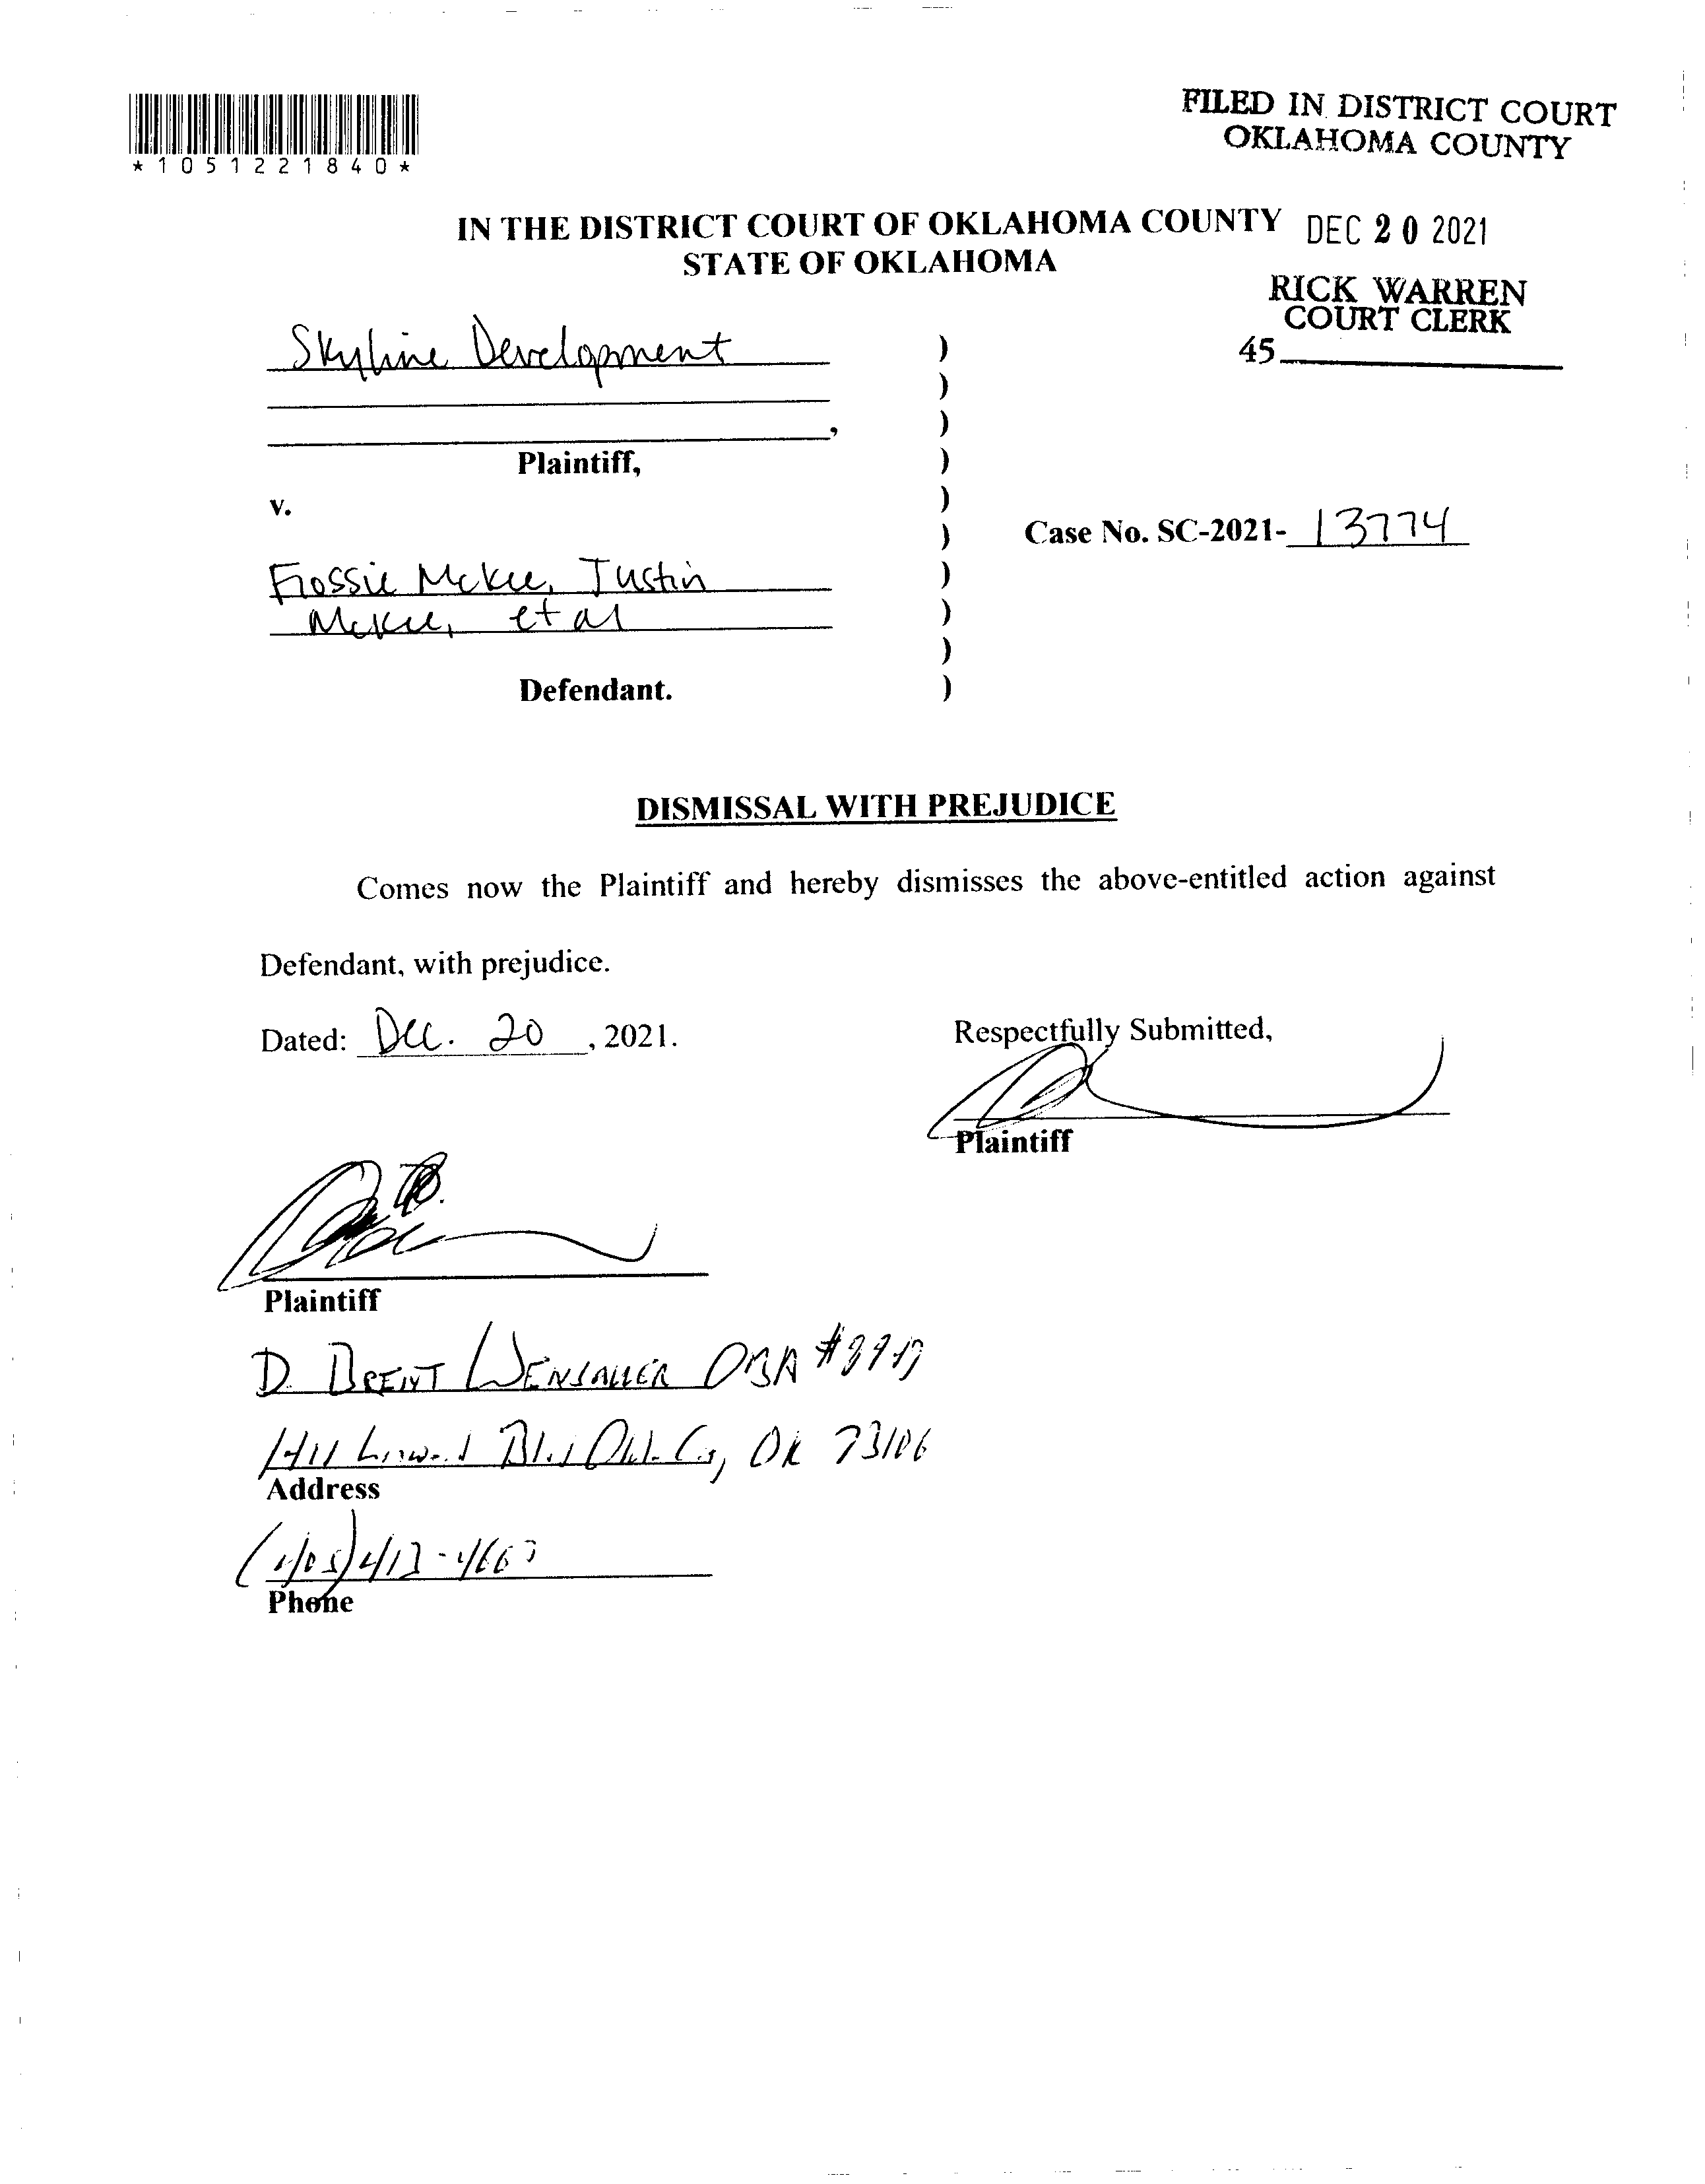 *1051221840*
FILED IN DISTRICT COURT
OKLAHOMA COUNTY
IN THE DISTRICT COURT OF OKLAHOMA COUNTY
STATE OF OKLAHOMA
DEC 20 2021
RICK WARREN
COURT CLERK
45
Skyline Development
,
Plaintiff,
v.
Case No. SC-2021- 13774
Flossie McKee, Justin
McKee, et al
Defendant.
DISMISSAL WITH PREJUDICE
Comes now the Plaintiff and hereby dismisses the above-entitled action against
Defendant, with prejudice.
Dated: Dec. 20, 2021.
Respectfully Submitted,
Plaintiff
Plaintiff
D. BRENT OBA
1411 Linwood Blvd Okla. City, OK 73106
Address
(405)
Phone